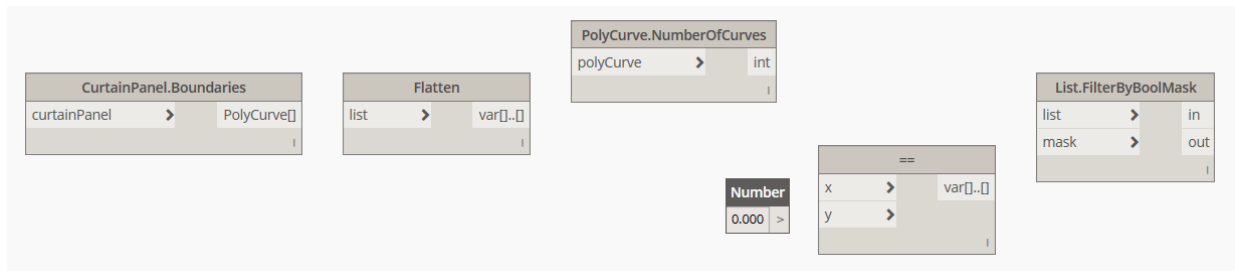 CurtainPanel.Boundaries
curtainPanel > PolyCurve[]
Flatten
list > var[]..[]
PolyCurve.NumberOfCurves
polyCurve > int
Number
0.000 >
==
x > var[]..[]
y >
List.FilterByBoolMask
list > in
mask > out